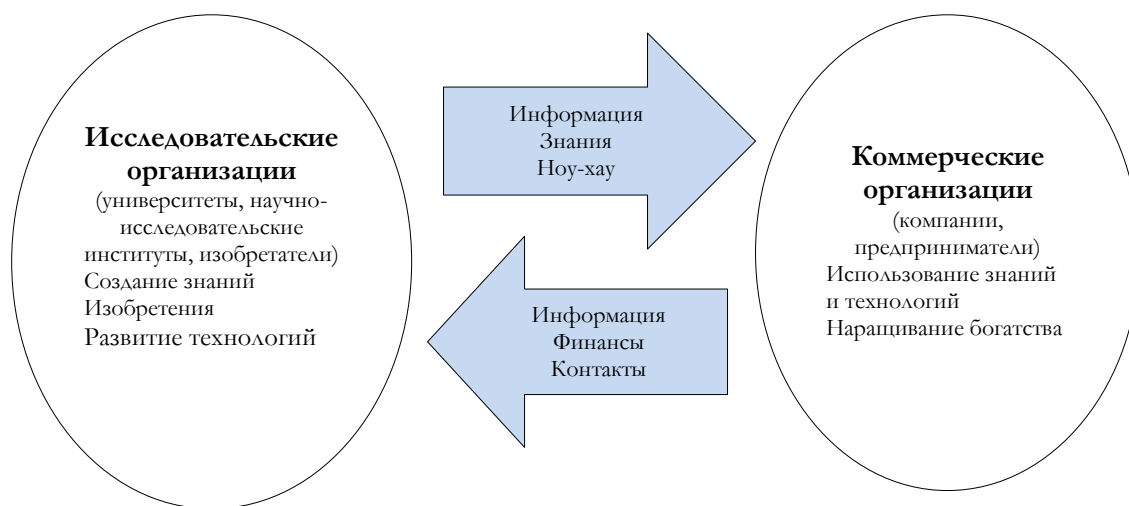 Исследовательские
организации
(университеты, научно-
исследовательские
институты, изобретатели)
Создание знаний
Изобретения
Развитие технологий
Информация
Знания
Ноу-хау
Информация
Финансы
Контакты
Коммерческие
организации
(компании,
предприниматели)
Использование знаний
и технологий
Наращивание богатства